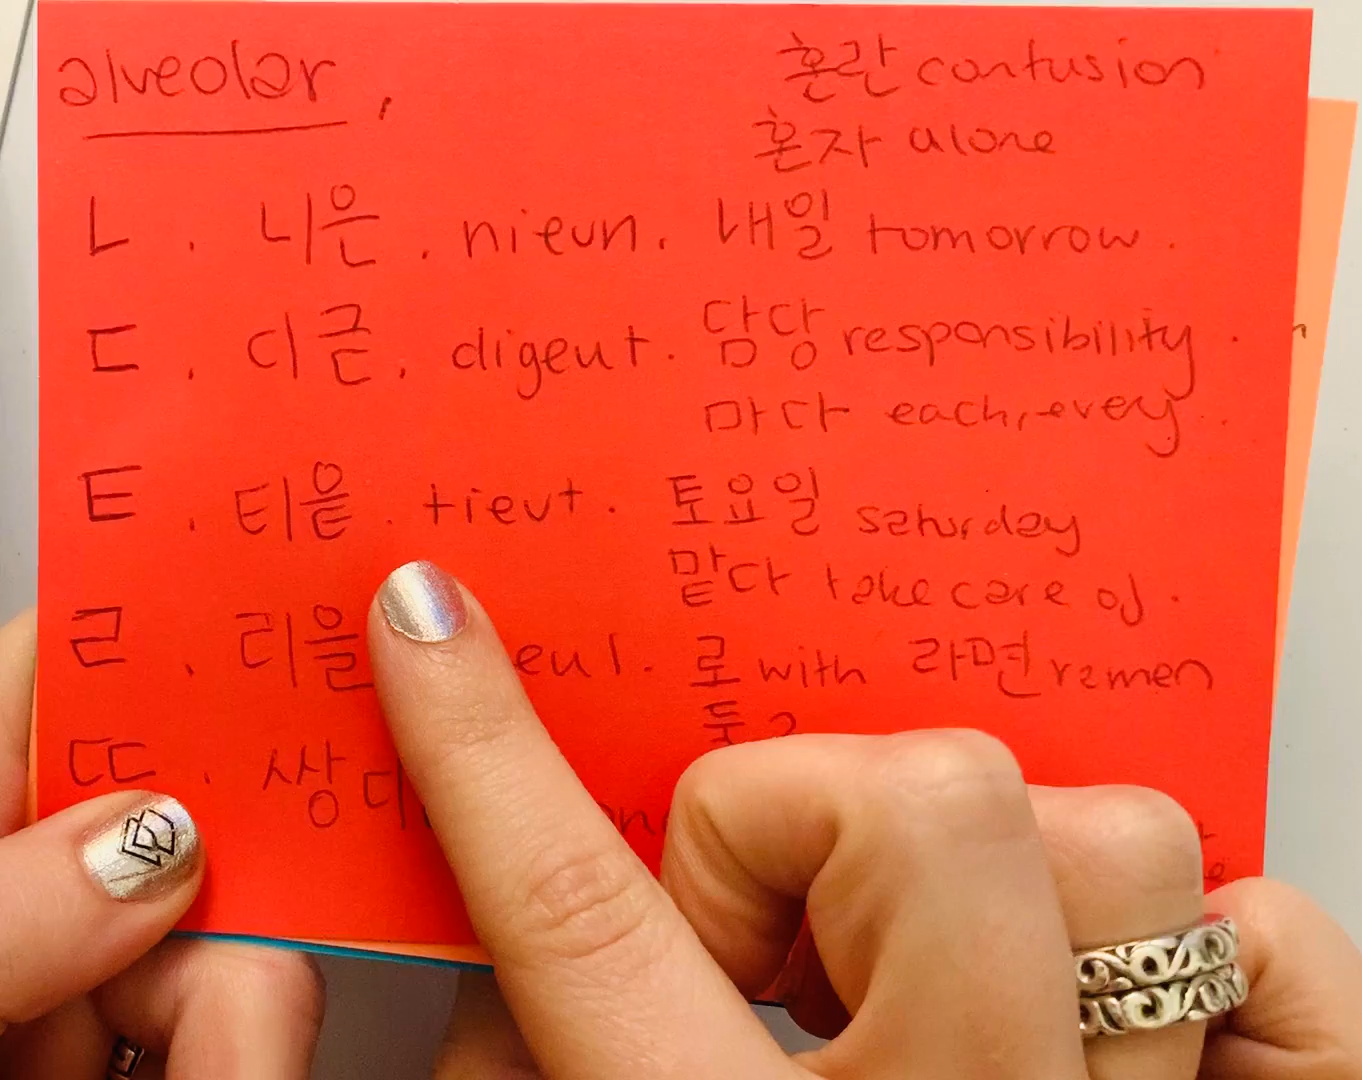 alveolar,
혼란 confusion
혼자 alone
ㄴ. 니은. nieun. 내일 tomorrow.
ㄷ. 디귿. digeut. 담당 responsibility.
마다 each, every.
ㅌ. 티읕. tieut. 토요일 saturday
맡다 take care of.
ㄹ. 리을 eul. 로 with 라면 ramen
둘 2
ㄸ. 쌍디